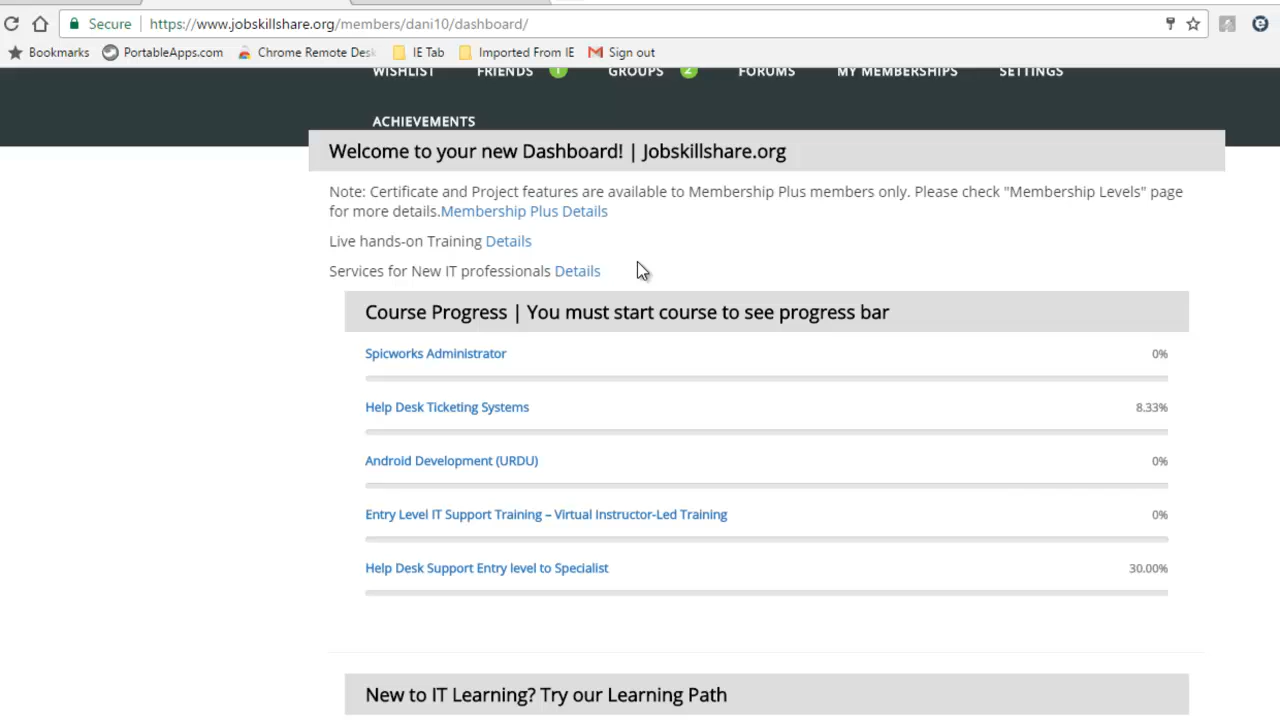 Secure https://www.jobskillshare.org/members/dani10/dashboard/
Bookmarks PortableApps.com Chrome Remote Desk IE Tab Imported From IE Sign out
WISHLIST FRIENDS 1 GROUPS 2 FORUMS MY MEMBERSHIPS SETTINGS
ACHIEVEMENTS
Welcome to your new Dashboard! | Jobskillshare.org
Note: Certificate and Project features are available to Membership Plus members only. Please check "Membership Levels" page
for more details.Membership Plus Details
Live hands-on Training Details
Services for New IT professionals Details
Course Progress | You must start course to see progress bar
Spicworks Administrator 0%
Help Desk Ticketing Systems 8.33%
Android Development (URDU) 0%
Entry Level IT Support Training – Virtual Instructor-Led Training 0%
Help Desk Support Entry level to Specialist 30.00%
New to IT Learning? Try our Learning Path